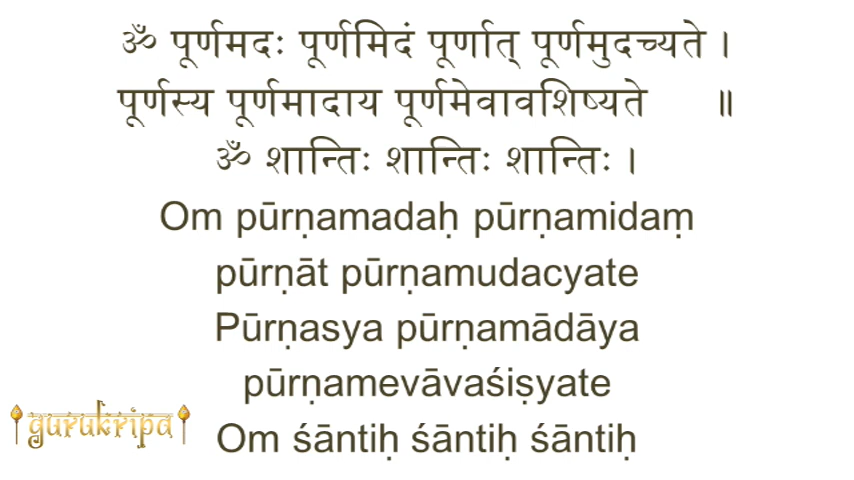 ॐ पूर्णमदः पूर्णमिदं पूर्णात् पूर्णमुदच्यते ।
पूर्णस्य पूर्णमादाय पूर्णमेवावशिष्यते ॥
ॐ शान्तिः शान्तिः शान्तिः ।
Om pūrṇamadaḥ pūrṇamidaṃ
pūrṇāt pūrṇamudacyate
Pūrṇasya pūrṇamādāya
pūrṇamevāvaśiṣyate
Om śāntiḥ śāntiḥ śāntiḥ
gurukripa